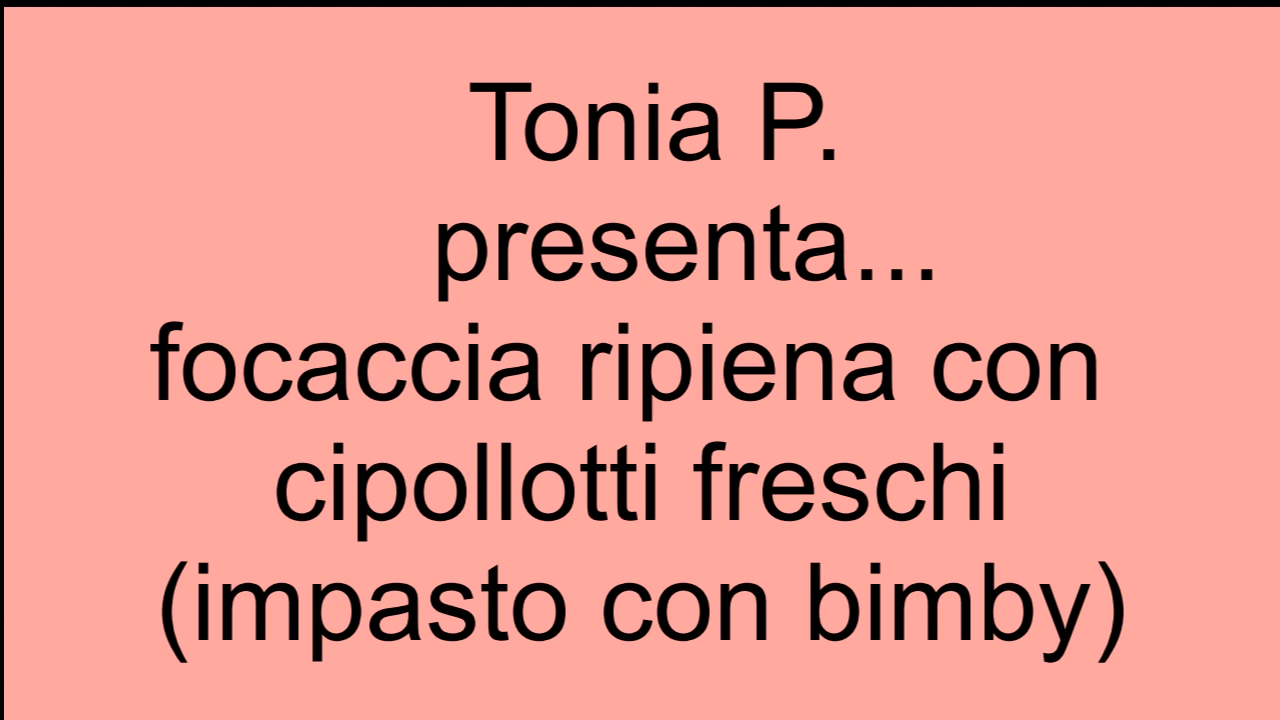 Tonia P.
presenta...
focaccia ripiena con
cipollotti freschi
(impasto con bimby)